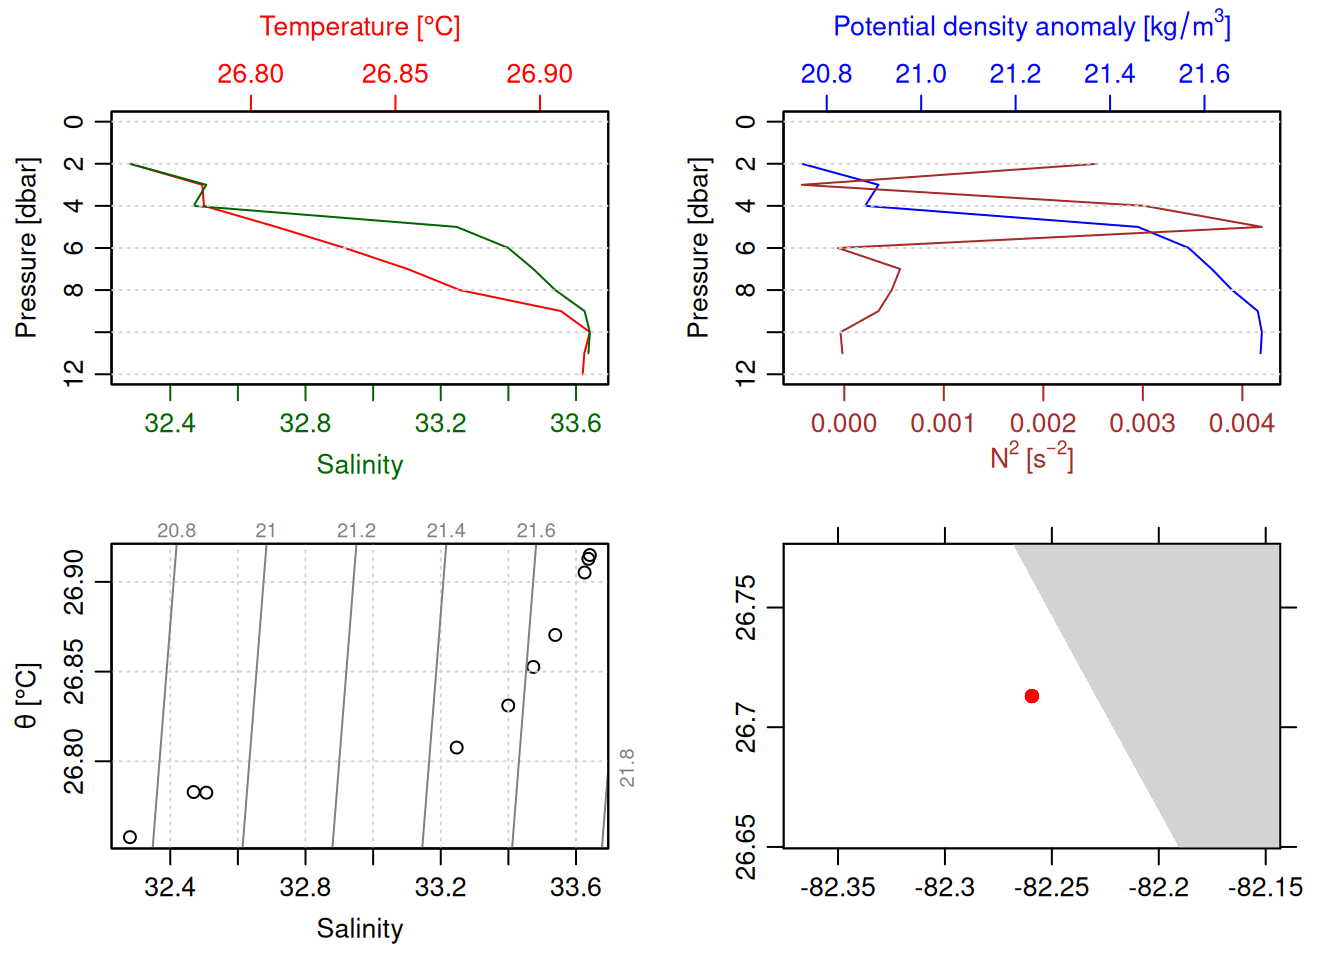 Temperature [°C]
26.80 26.85 26.90
Pressure [dbar]
0 2 4 6 8 12
32.4 32.8 33.2 33.6
Salinity
Potential density anomaly [kg/m³]
20.8 21.0 21.2 21.4 21.6
Pressure [dbar]
0 2 4 6 8 12
0.000 0.001 0.002 0.003 0.004
N² [s⁻²]
20.8 21 21.2 21.4 21.6
21.8
θ [°C]
26.90 26.85 26.80
32.4 32.8 33.2 33.6
Salinity
26.75 26.7 26.65
-82.35 -82.3 -82.25 -82.2 -82.15